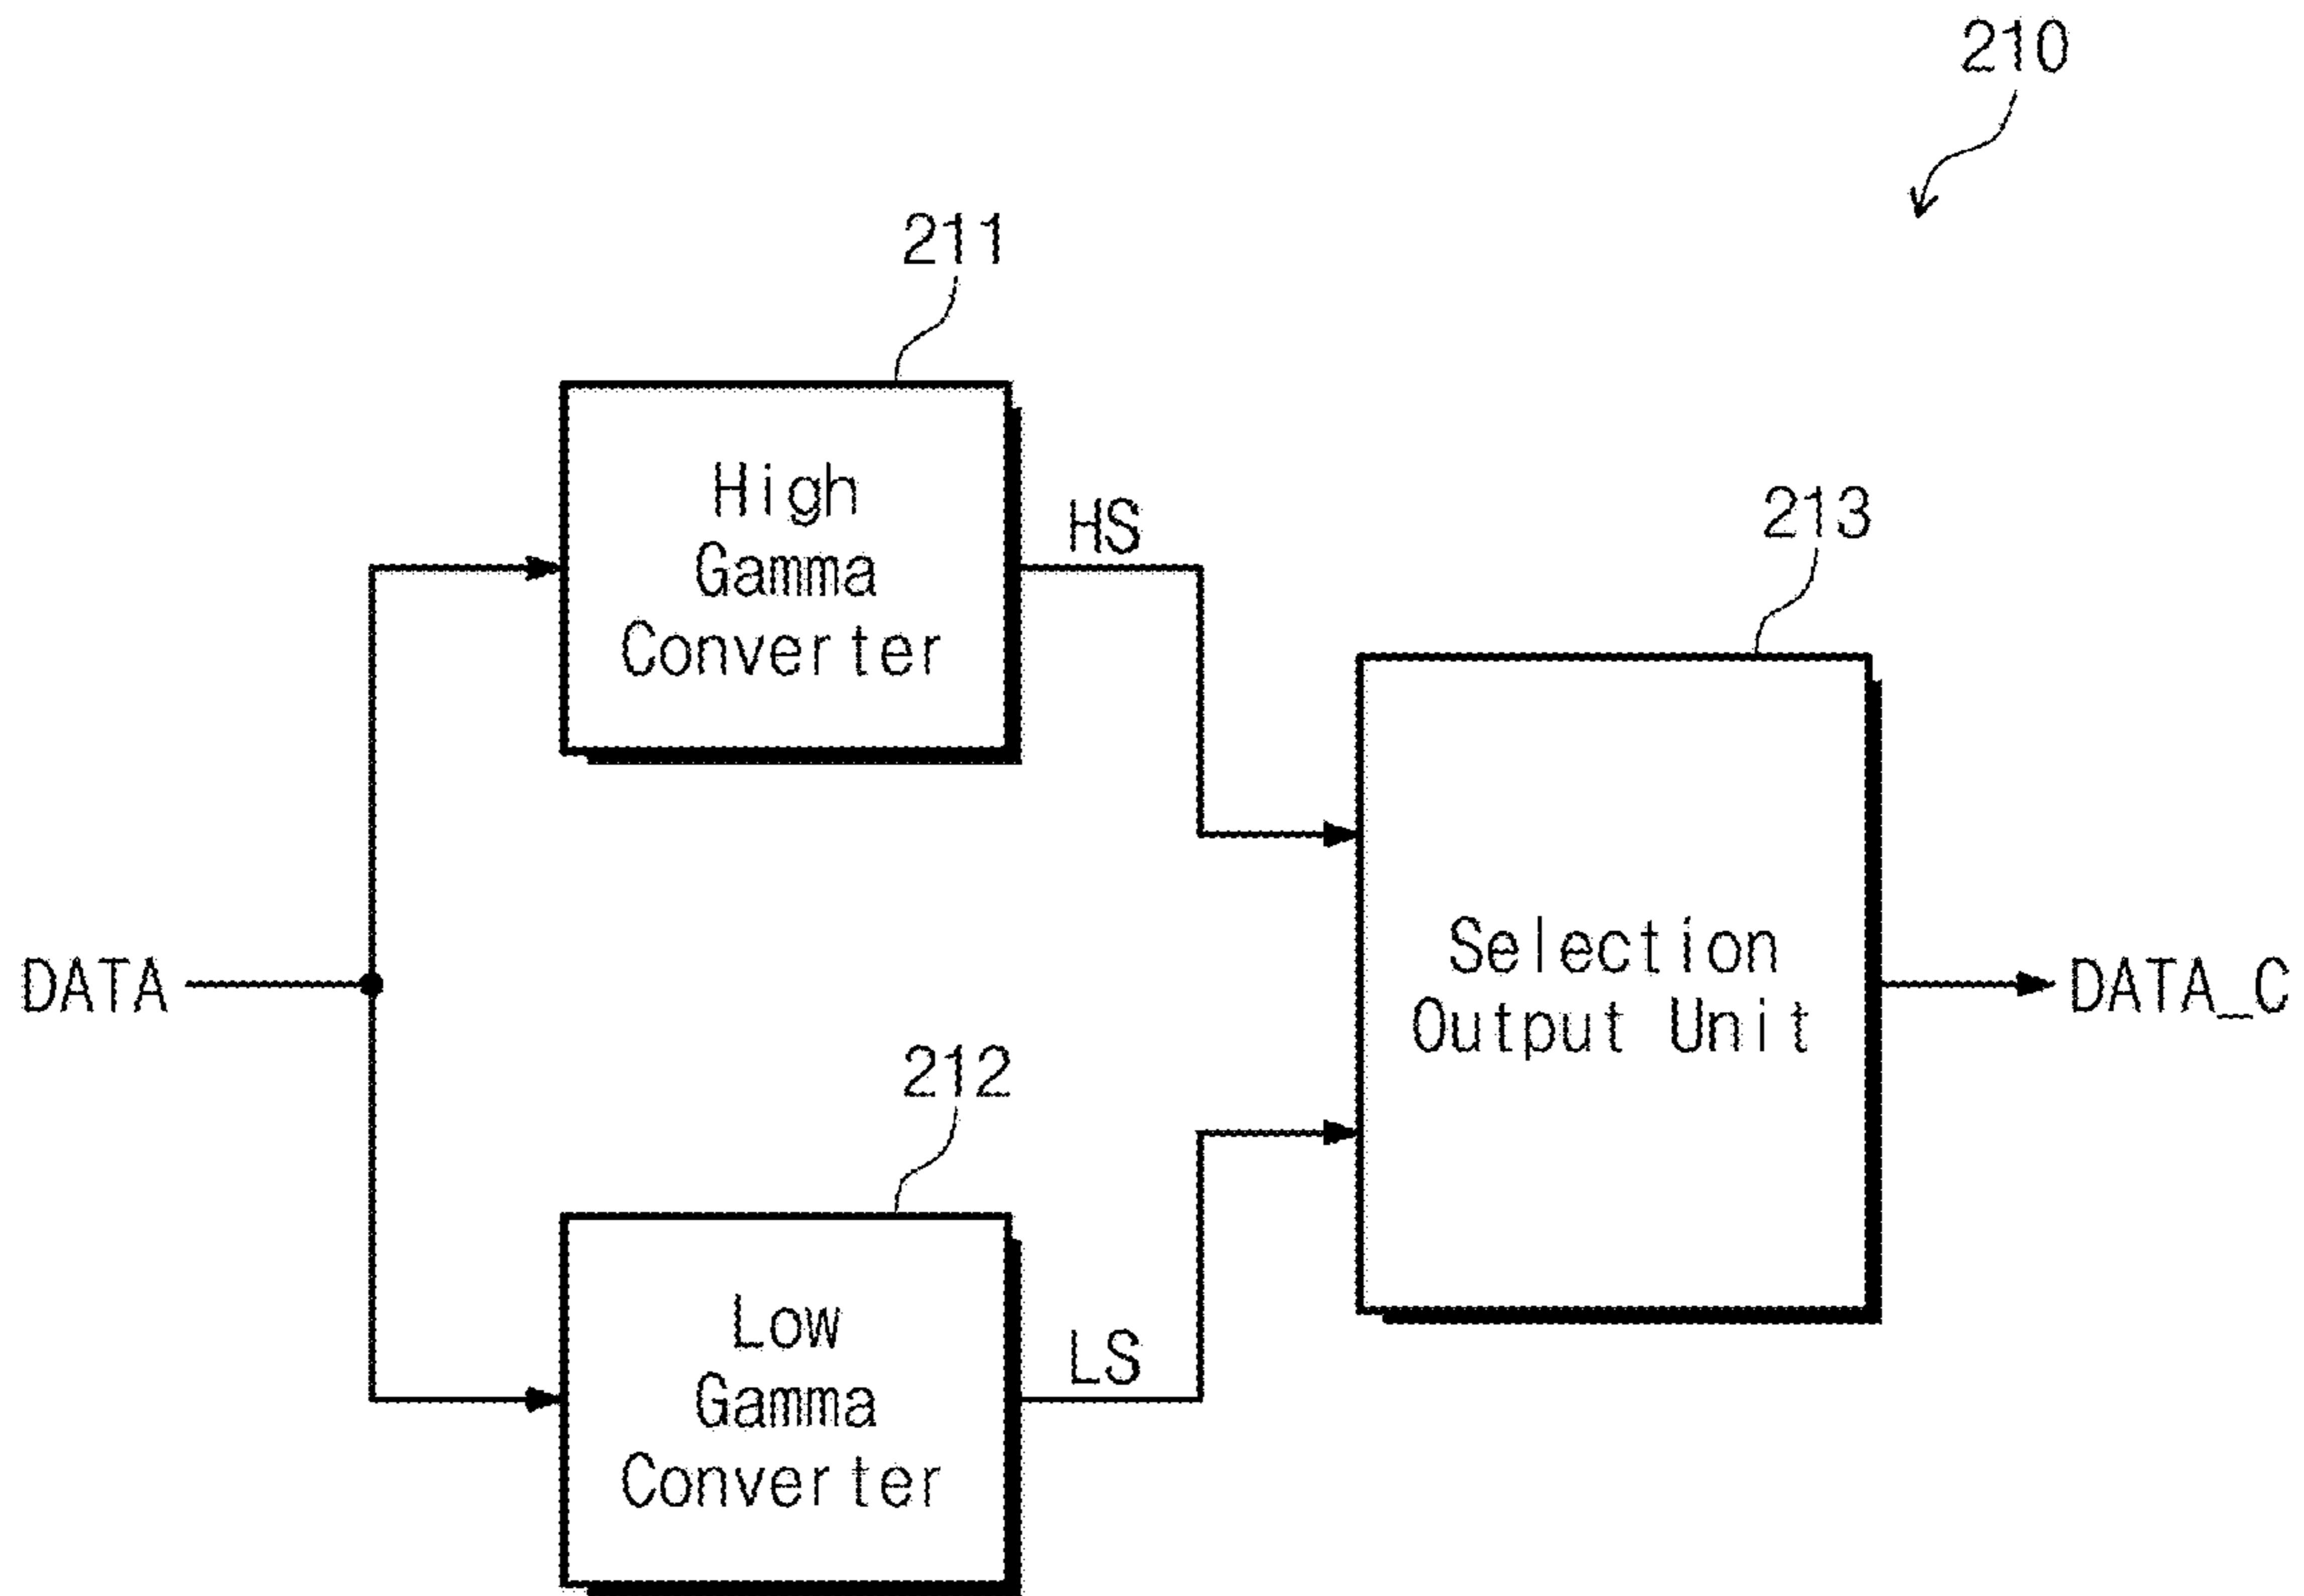 210
211
High
Gamma
Converter
HS
213
Selection
Output Unit
DATA
DATA_C
212
Low
Gamma
Converter
LS